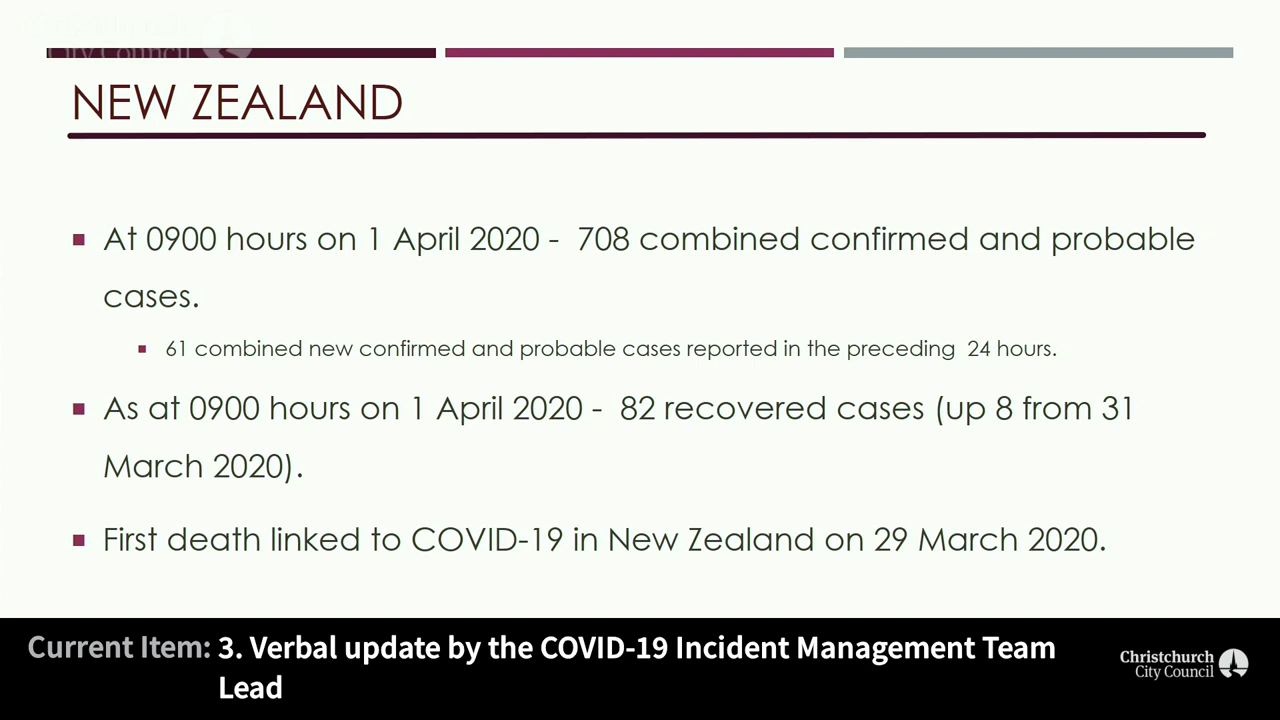 City Council
NEW ZEALAND
At 0900 hours on 1 April 2020 - 708 combined confirmed and probable
cases.
61 combined new confirmed and probable cases reported in the preceding 24 hours.
As at 0900 hours on 1 April 2020 - 82 recovered cases (up 8 from 31
March 2020).
First death linked to COVID-19 in New Zealand on 29 March 2020.
Current Item: 3. Verbal update by the COVID-19 Incident Management Team
Lead
Christchurch
City Council